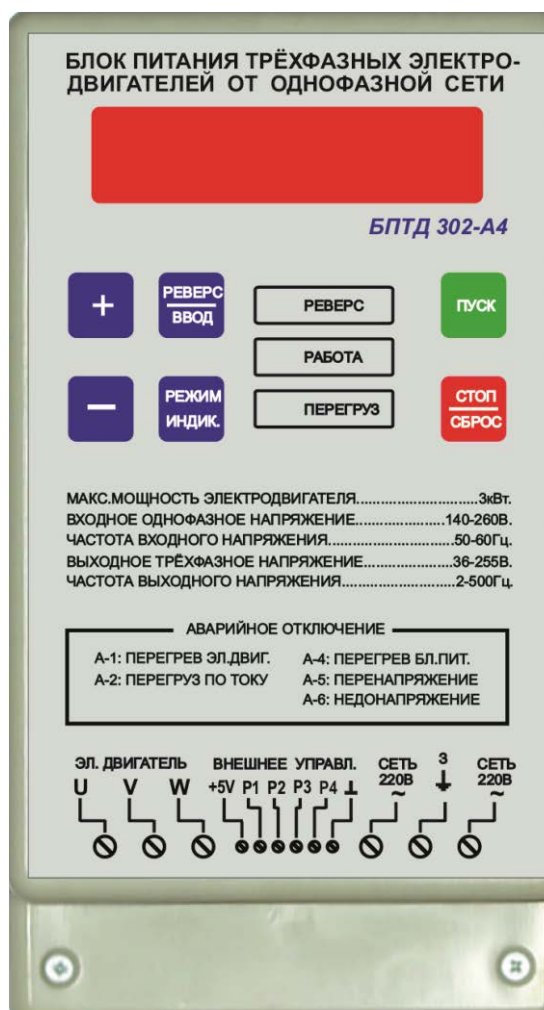 БЛОК ПИТАНИЯ ТРЁХФАЗНЫХ ЭЛЕКТРО-
ДВИГАТЕЛЕЙ ОТ ОДНОФАЗНОЙ СЕТИ
БПТД 302-А4
+
РЕВЕРС
ВВОД
РЕВЕРС
ПУСК
РАБОТА
—
РЕЖИМ
ИНДИК.
ПЕРЕГРУЗ
СТОП
СБРОС
МАКС.МОЩНОСТЬ ЭЛЕКТРОДВИГАТЕЛЯ..............................3кВт.
ВХОДНОЕ ОДНОФАЗНОЕ НАПРЯЖЕНИЕ......................140-260В.
ЧАСТОТА ВХОДНОГО НАПРЯЖЕНИЯ...............................50-60Гц.
ВЫХОДНОЕ ТРЁХФАЗНОЕ НАПРЯЖЕНИЕ......................36-255В.
ЧАСТОТА ВЫХОДНОГО НАПРЯЖЕНИЯ............................2-500Гц.
АВАРИЙНОЕ ОТКЛЮЧЕНИЕ
А-1: ПЕРЕГРЕВ ЭЛ.ДВИГ.
А-2: ПЕРЕГРУЗ ПО ТОКУ
А-4: ПЕРЕГРЕВ БЛ.ПИТ.
А-5: ПЕРЕНАПРЯЖЕНИЕ
А-6: НЕДОНАПРЯЖЕНИЕ
ЭЛ. ДВИГАТЕЛЬ ВНЕШНЕЕ УПРАВЛ. СЕТЬ З СЕТЬ
U V W +5V P1 P2 P3 P4 ⊥ 220В 220В
~ ~